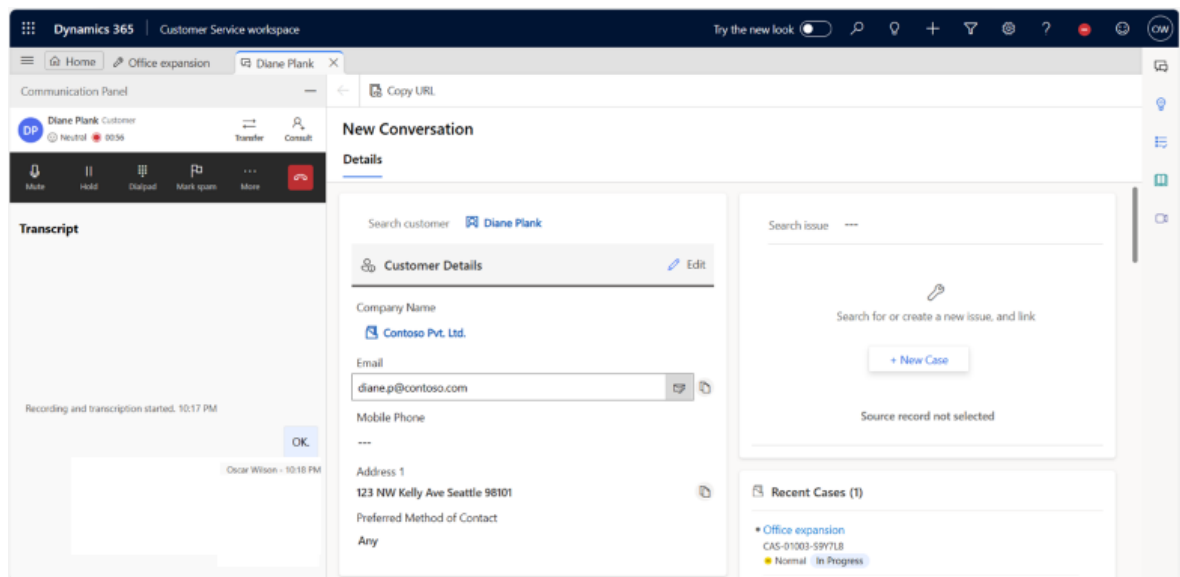 Dynamics 365 Customer Service workspace
Try the new look
OW
Home
Office expansion
Diane Plank
Communication Panel
DP
Diane Plank Customer
Neutral 00:56
Transfer
Consult
Mute
Hold
Dialpad
Mark spam
More
Transcript
Recording and transcription started. 10:17 PM
OK.
Oscar Wilson - 10:18 PM
Copy URL
New Conversation
Details
Search customer Diane Plank
Customer Details
Edit
Company Name
Contoso Pvt. Ltd.
Email
diane.p@contoso.com
Mobile Phone
---
Address 1
123 NW Kelly Ave Seattle 98101
Preferred Method of Contact
Any
Search issue ---
Search for or create a new issue, and link
+ New Case
Source record not selected
Recent Cases (1)
Office expansion
CAS-01003-S9Y7L8
Normal In Progress